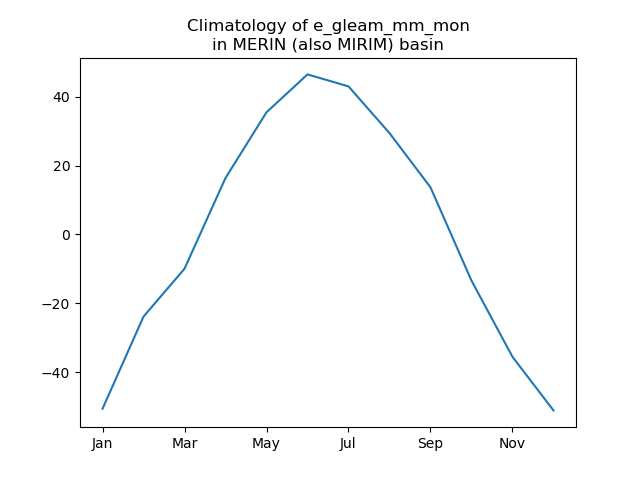 Climatology of e_gleam_mm_mon
in MERIN (also MIRIM) basin
40
20
0
−20
−40
Jan
Mar
May
Jul
Sep
Nov